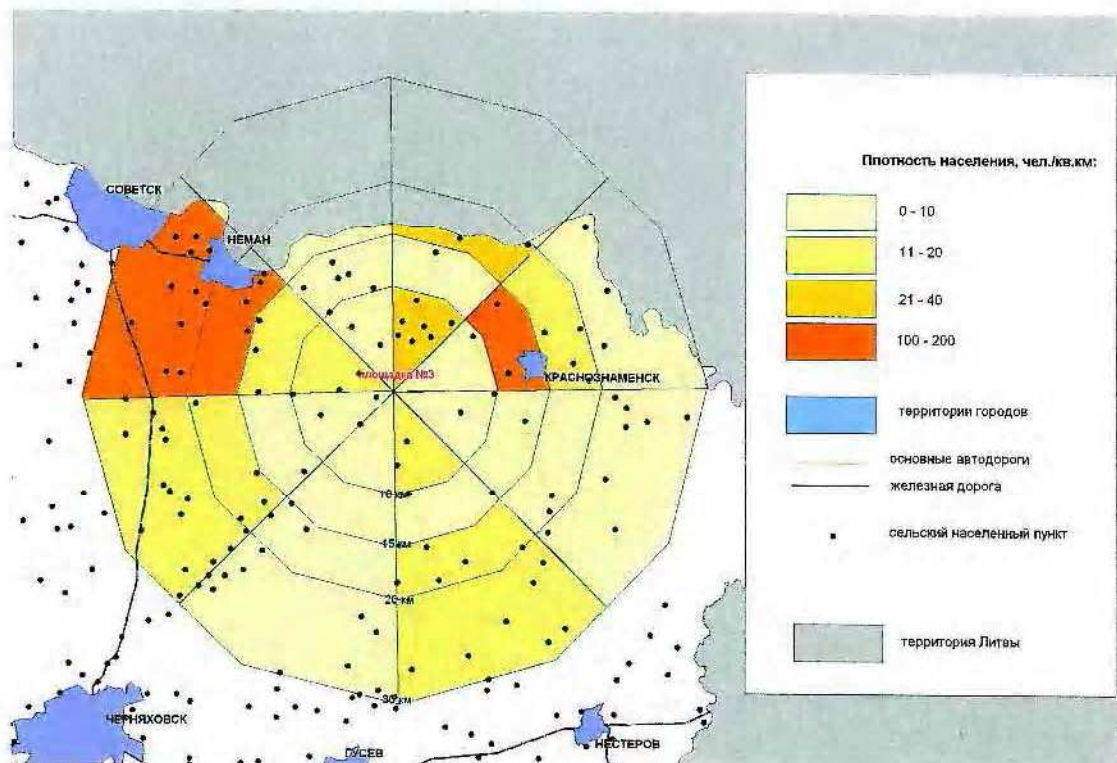 СОВЕТСК
НЕМАН
площадка №3
КРАСНОЗНАМЕНСК
10 км
15 км
20 км
30 км
ЧЕРНЯХОВСК
ГУСЕВ
НЕСТЕРОВ
Плотность населения, чел./кв.км:
0 - 10
11 - 20
21 - 40
100 - 200
территории городов
основные автодороги
железная дорога
сельский населенный пункт
территория Литвы